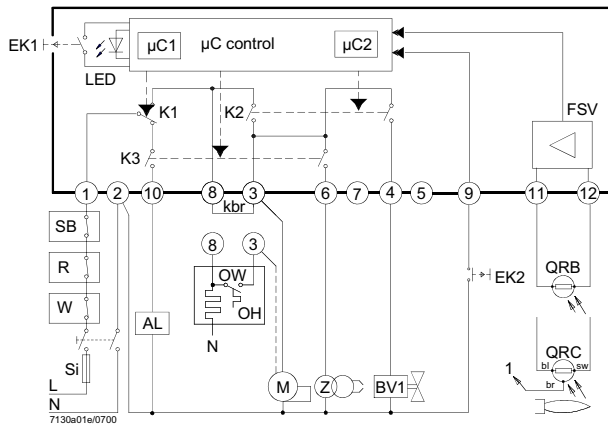 EK1
LED
µC1
µC control
µC2
K1
K2
K3
FSV
1
2
10
8
3
6
7
4
5
9
11
12
kbr
SB
R
W
Si
L
N
AL
8
3
OW
OH
N
M
Z
BV1
EK2
QRB
QRC
bl
sw
br
1
7130a01e/0700